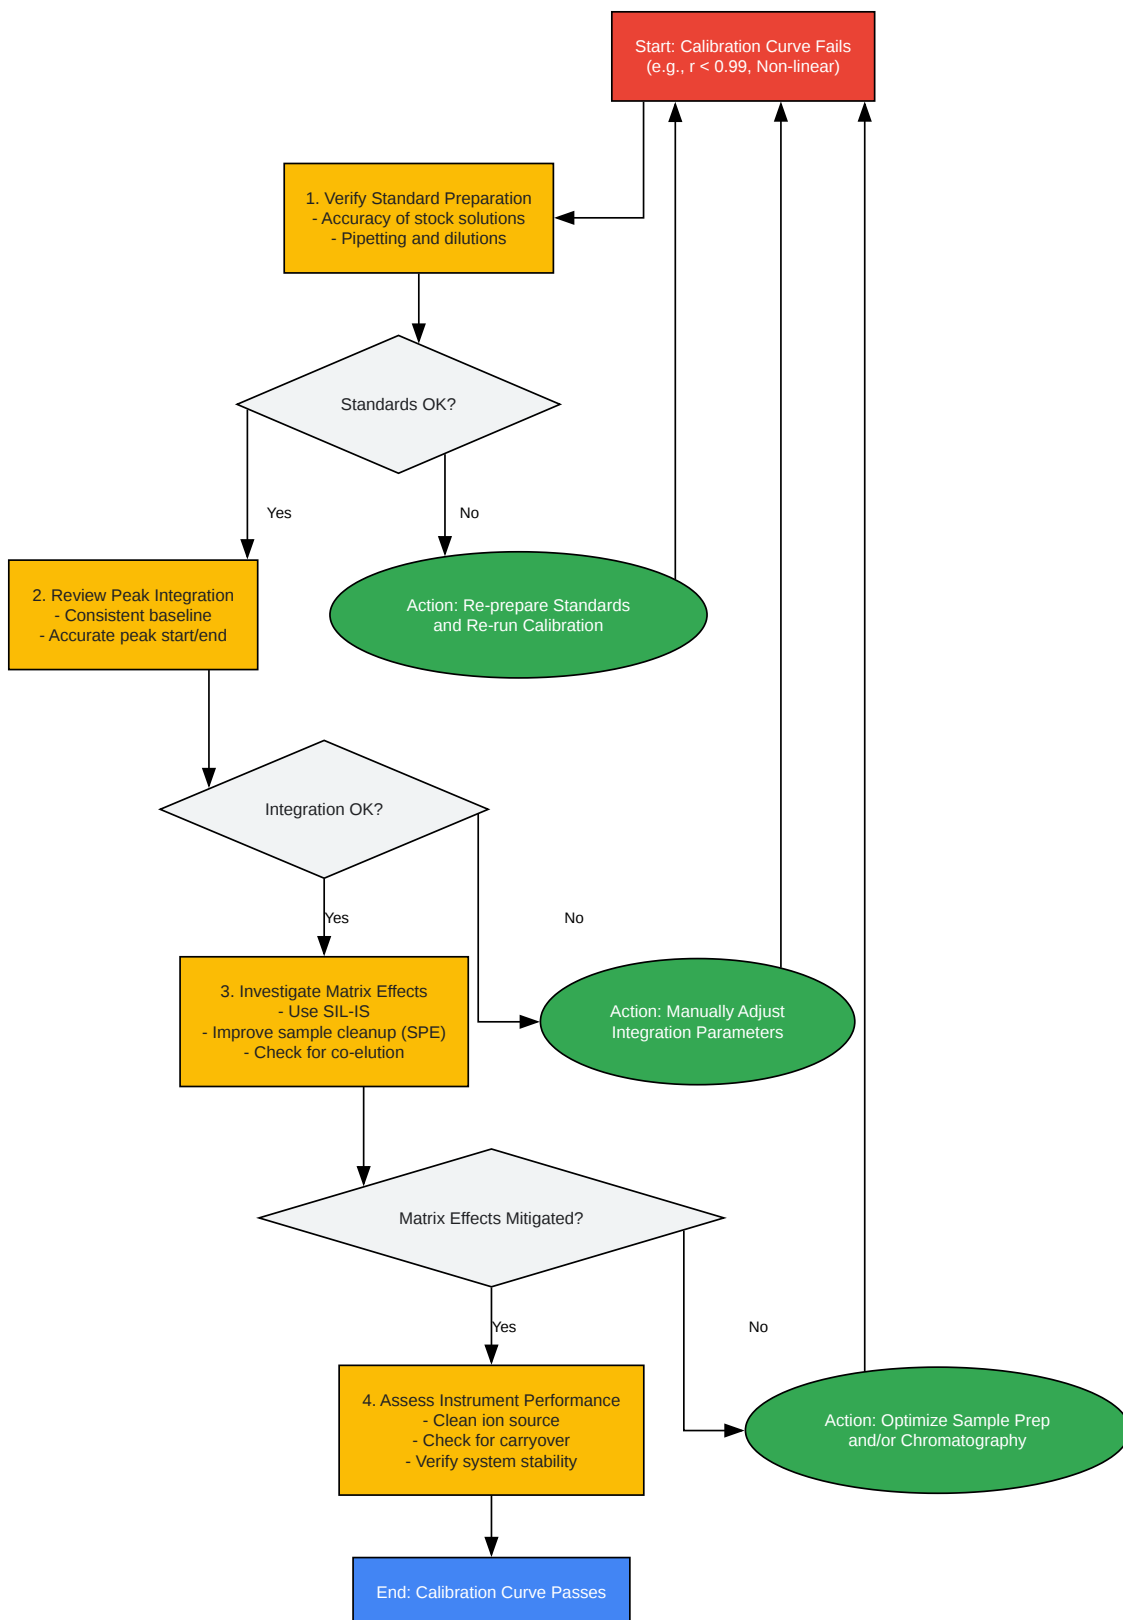 Start: Calibration Curve Fails
(e.g., r < 0.99, Non-linear)
1. Verify Standard Preparation
- Accuracy of stock solutions
- Pipetting and dilutions
Standards OK?
Yes
No
2. Review Peak Integration
- Consistent baseline
- Accurate peak start/end
Action: Re-prepare Standards
and Re-run Calibration
Integration OK?
Yes
No
3. Investigate Matrix Effects
- Use SIL-IS
- Improve sample cleanup (SPE)
- Check for co-elution
Action: Manually Adjust
Integration Parameters
Matrix Effects Mitigated?
Yes
No
4. Assess Instrument Performance
- Clean ion source
- Check for carryover
- Verify system stability
Action: Optimize Sample Prep
and/or Chromatography
End: Calibration Curve Passes